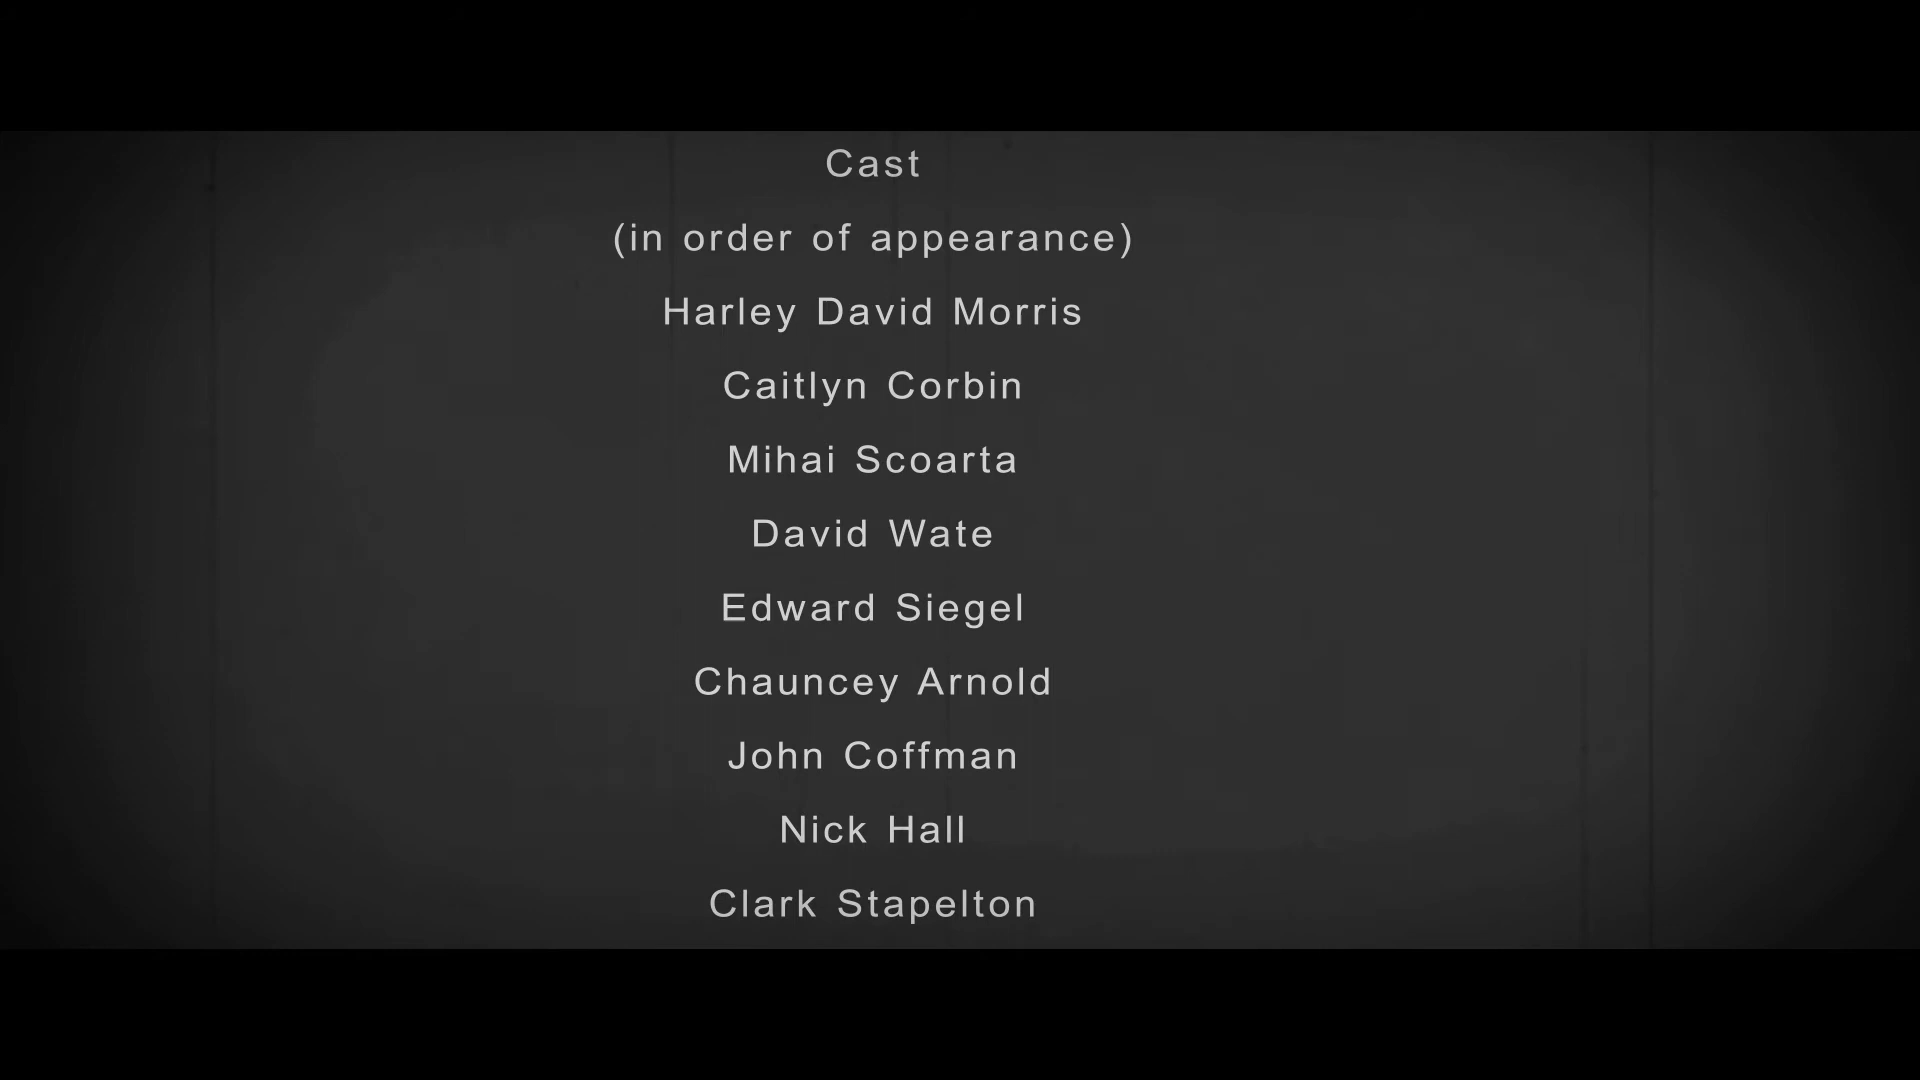 Cast
(in order of appearance)
Harley David Morris
Caitlyn Corbin
Mihai Scoarta
David Wate
Edward Siegel
Chauncey Arnold
John Coffman
Nick Hall
Clark Stapelton